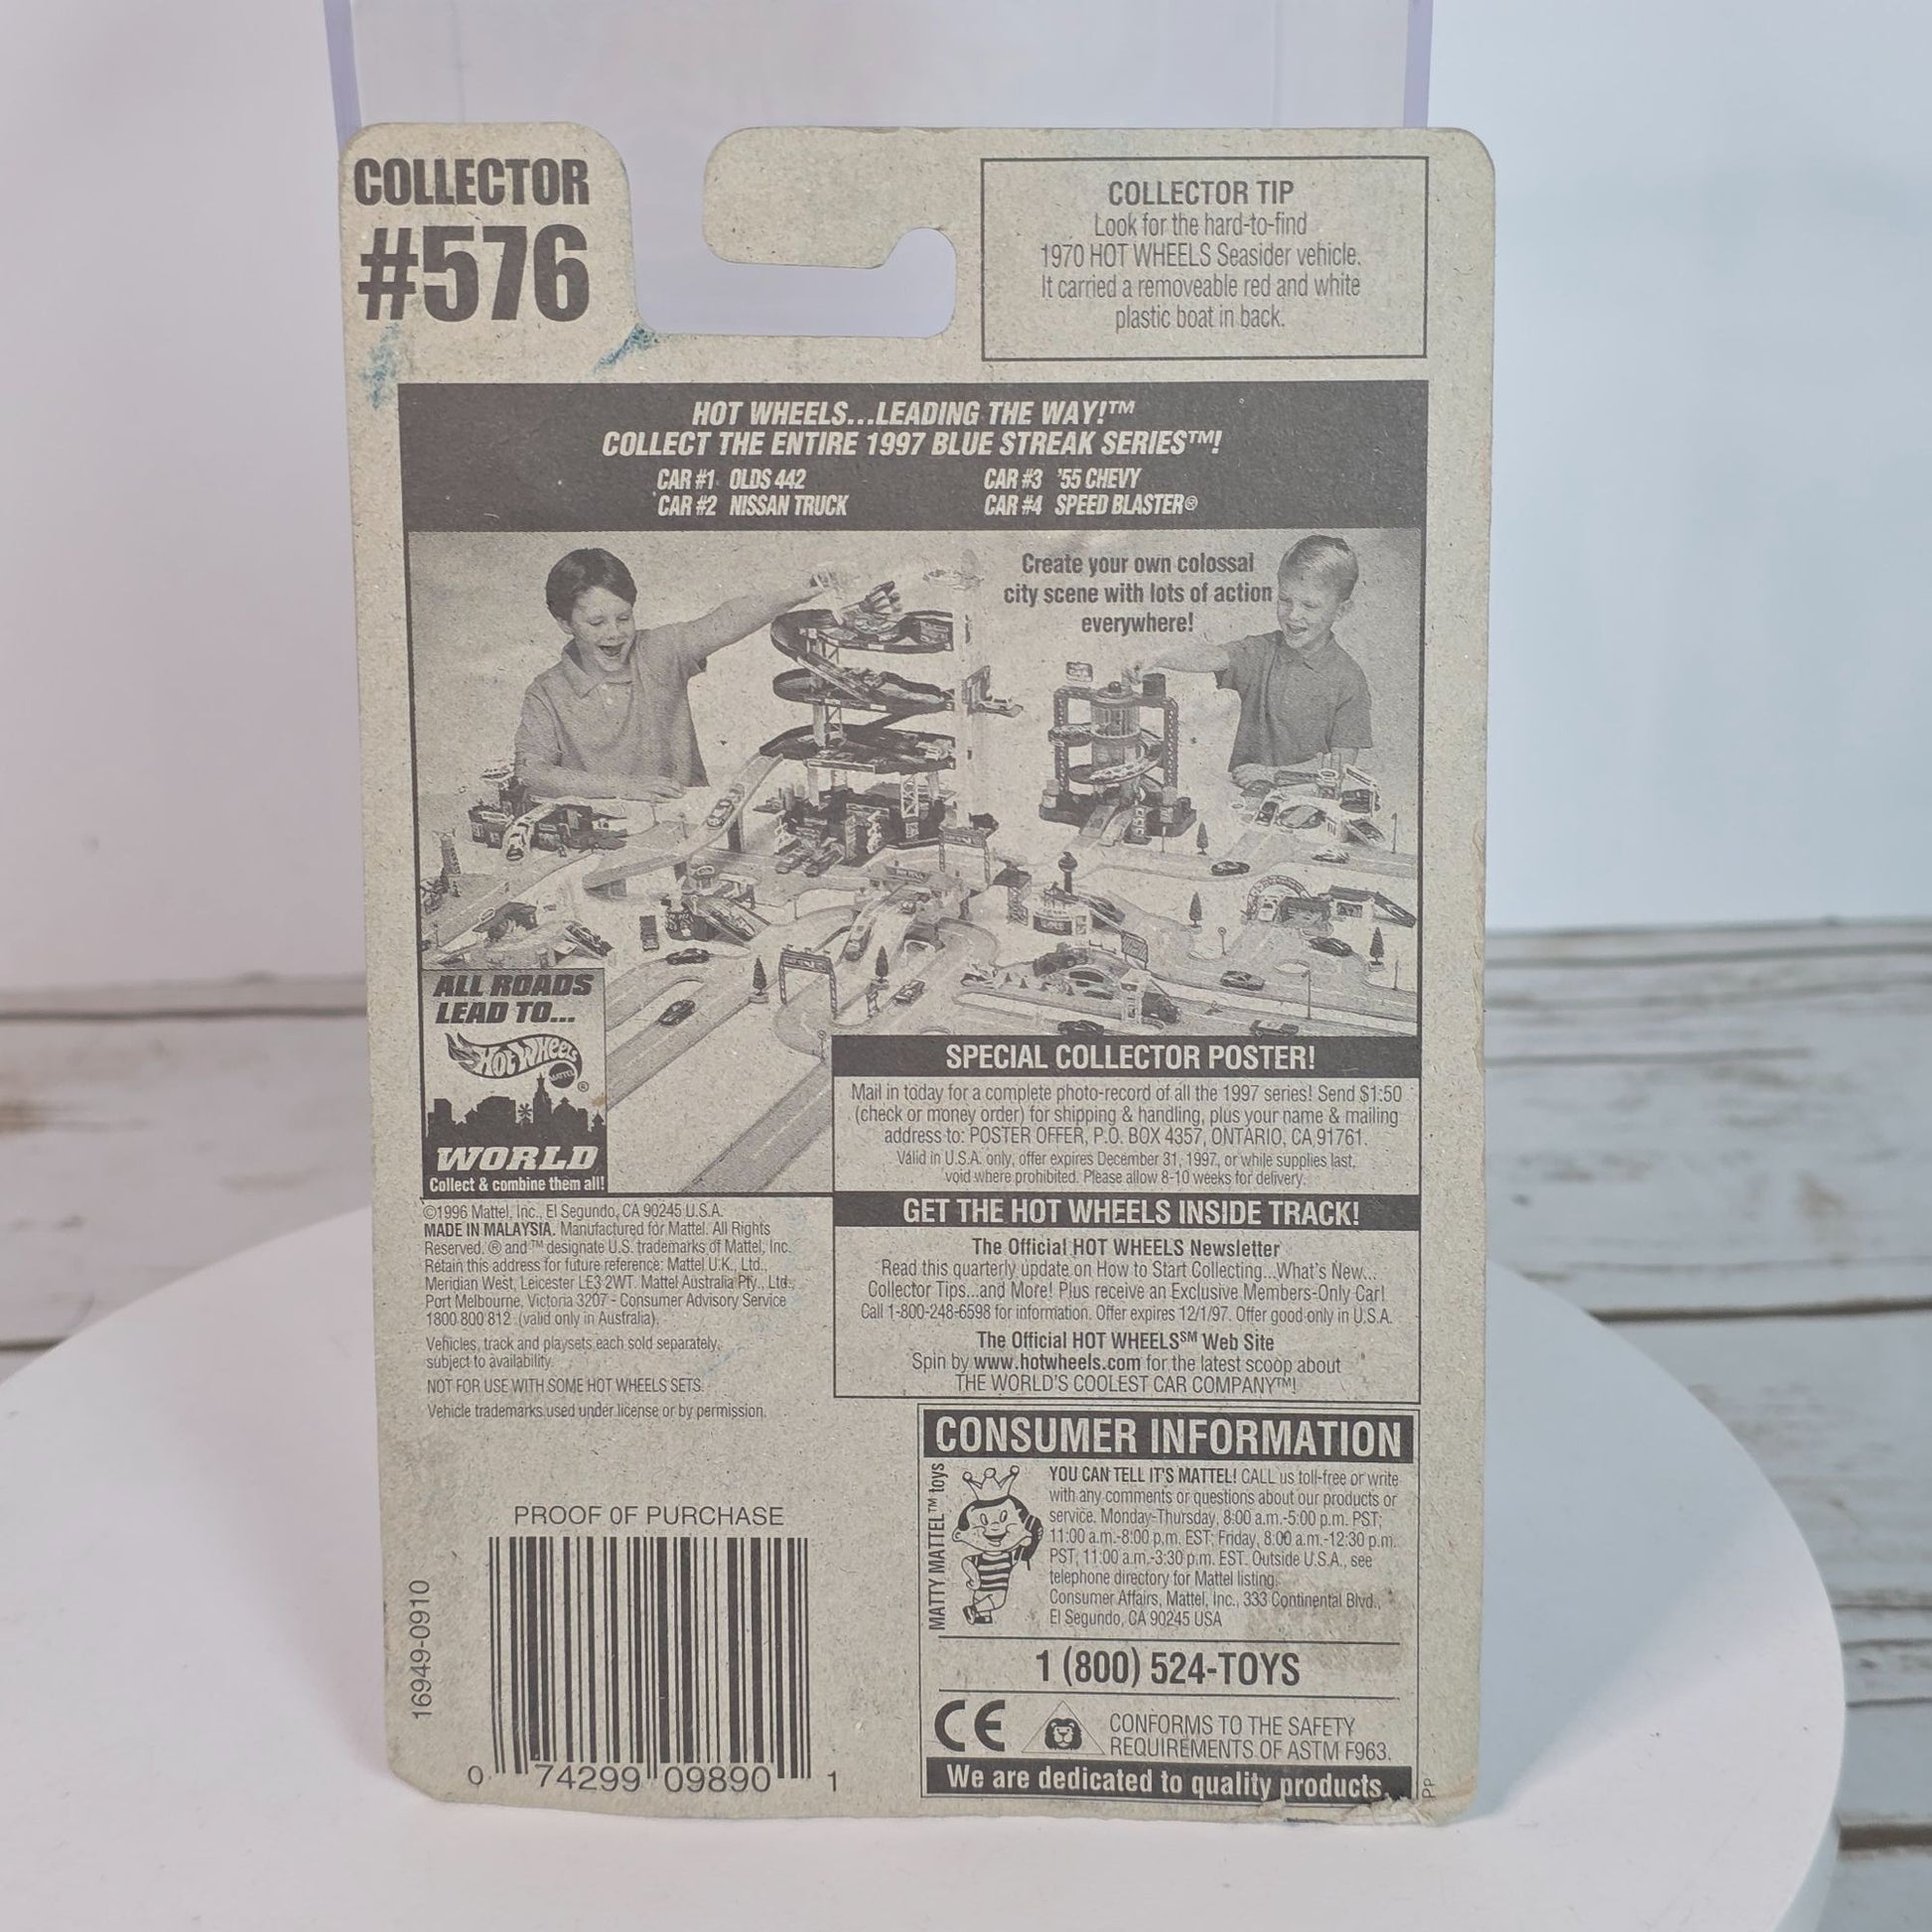 COLLECTOR
#576
COLLECTOR TIP
Look for the hard-to-find
1970 HOT WHEELS Seasider vehicle.
It carried a removeable red and white
plastic boat in back.
HOT WHEELS...LEADING THE WAY!™
COLLECT THE ENTIRE 1997 BLUE STREAK SERIES™!
CAR #1 OLDS 442
CAR #2 NISSAN TRUCK
CAR #3 '55 CHEVY
CAR #4 SPEED BLASTER®
Create your own colossal
city scene with lots of action
everywhere!
ALL ROADS
LEAD TO...
Hot Wheels
MATTEL
®
WORLD
Collect & combine them all!
SPECIAL COLLECTOR POSTER!
Mail in today for a complete photo-record of all the 1997 series! Send $1.50
(check or money order) for shipping & handling, plus your name & mailing
address to: POSTER OFFER, P.O. BOX 4357, ONTARIO, CA 91761.
Valid in U.S.A. only, offer expires December 31, 1997, or while supplies last,
void where prohibited. Please allow 8-10 weeks for delivery.
GET THE HOT WHEELS INSIDE TRACK!
The Official HOT WHEELS Newsletter
Read this quarterly update on How to Start Collecting...What's New...
Collector Tips...and More! Plus receive an Exclusive Members-Only Car!
Call 1-800-248-6598 for information. Offer expires 12/1/97. Offer good only in U.S.A.
The Official HOT WHEELS℠ Web Site
Spin by www.hotwheels.com for the latest scoop about
THE WORLD'S COOLEST CAR COMPANY™!
©1996 Mattel, Inc., El Segundo, CA 90245 U.S.A.
MADE IN MALAYSIA. Manufactured for Mattel. All Rights
Reserved. ® and ™ designate U.S. trademarks of Mattel, Inc.
Retain this address for future reference: Mattel U.K., Ltd.,
Meridian West, Leicester LE3 2WT. Mattel Australia Pty., Ltd.,
Port Melbourne, Victoria 3207 - Consumer Advisory Service
1800 800 812 (valid only in Australia).
Vehicles, track and playsets each sold separately,
subject to availability.
NOT FOR USE WITH SOME HOT WHEELS SETS.
Vehicle trademarks used under license or by permission.
CONSUMER INFORMATION
MATTY MATTEL™ toys
YOU CAN TELL IT'S MATTEL! CALL us toll-free or write
with any comments or questions about our products or
service, Monday-Thursday, 8:00 a.m.-5:00 p.m. PST;
11:00 a.m.-8:00 p.m. EST; Friday, 8:00 a.m.-12:30 p.m.
PST, 11:00 a.m.-3:30 p.m. EST. Outside U.S.A., see
telephone directory for Mattel listing.
Consumer Affairs, Mattel, Inc., 333 Continental Blvd.,
El Segundo, CA 90245 USA
1 (800) 524-TOYS
CE
CONFORMS TO THE SAFETY
REQUIREMENTS OF ASTM F963.
We are dedicated to quality products.
PP
PROOF OF PURCHASE
16949-0910
0 74299 09890 1